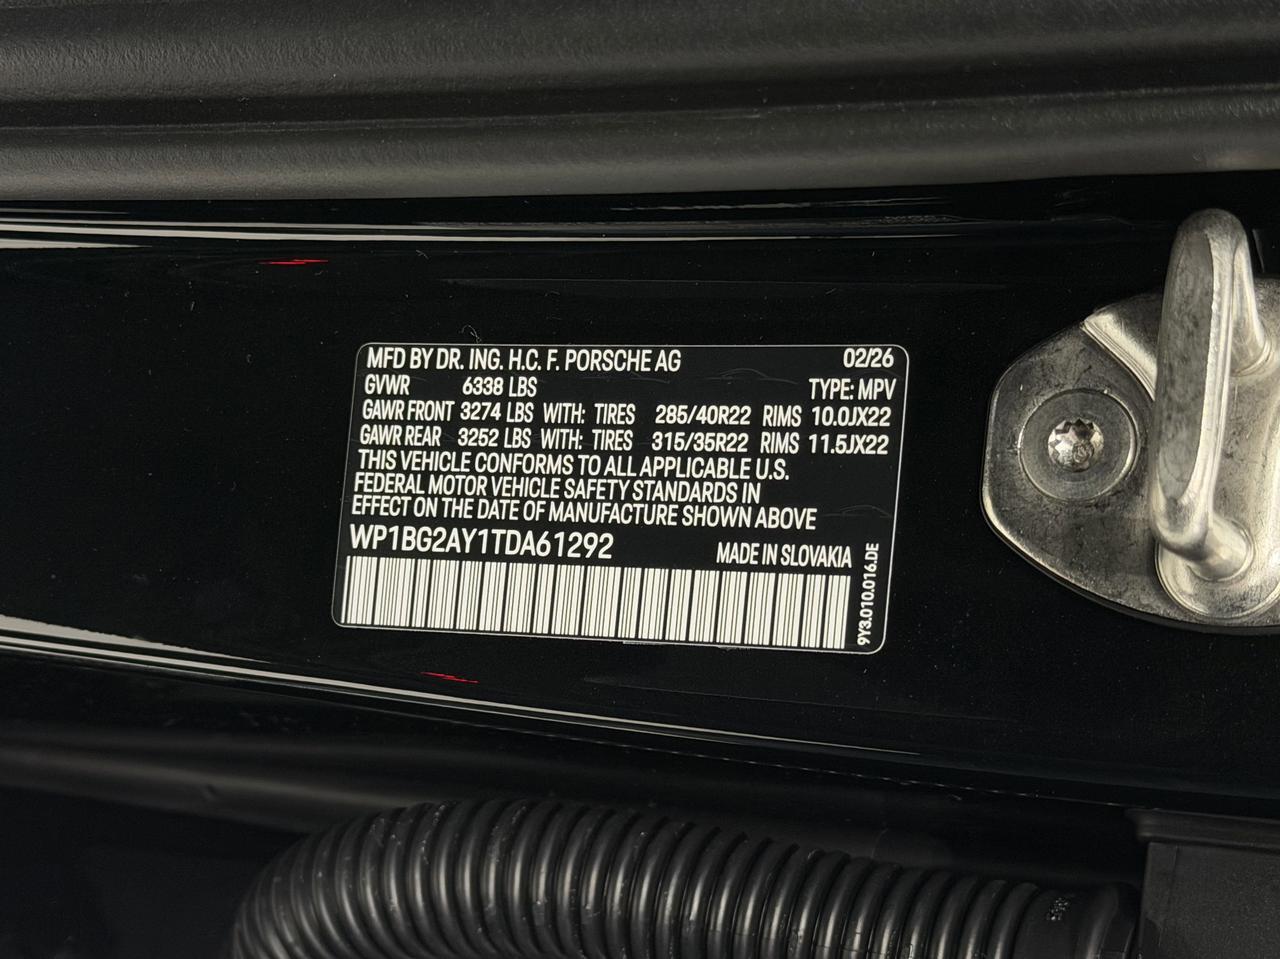 MFD BY DR. ING. H.C. F. PORSCHE AG 02/26
GVWR 6338 LBS TYPE: MPV
GAWR FRONT 3274 LBS WITH: TIRES 285/40R22 RIMS 10.0JX22
GAWR REAR 3252 LBS WITH: TIRES 315/35R22 RIMS 11.5JX22
THIS VEHICLE CONFORMS TO ALL APPLICABLE U.S.
FEDERAL MOTOR VEHICLE SAFETY STANDARDS IN
EFFECT ON THE DATE OF MANUFACTURE SHOWN ABOVE
WP1BG2AY1TDA61292 MADE IN SLOVAKIA
9Y3.010.016.DE